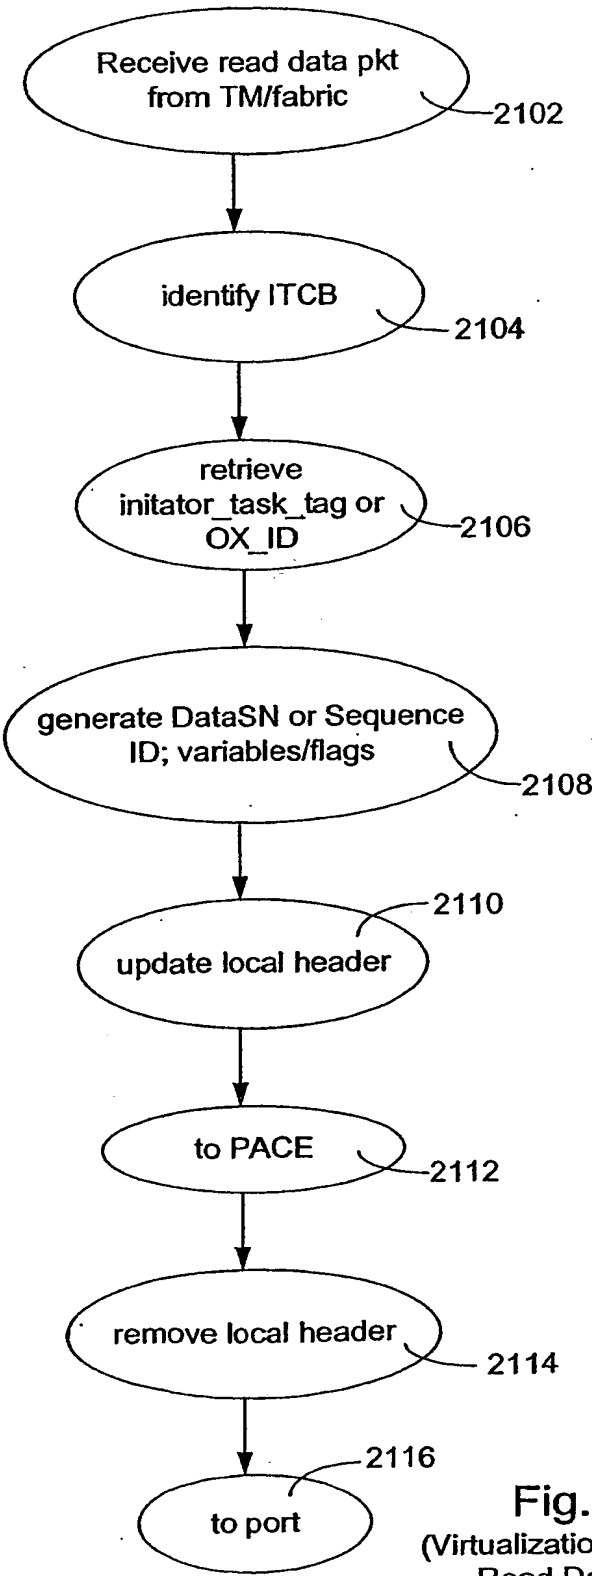 Receive read data pkt
from TM/fabric
2102
identify ITCB
2104
retrieve
initator_task_tag or
OX_ID
2106
generate DataSN or Sequence
ID; variables/flags
2108
2110
update local header
to PACE
2112
remove local header
2114
2116
to port
Fig.
(Virtualizatio
Read Da